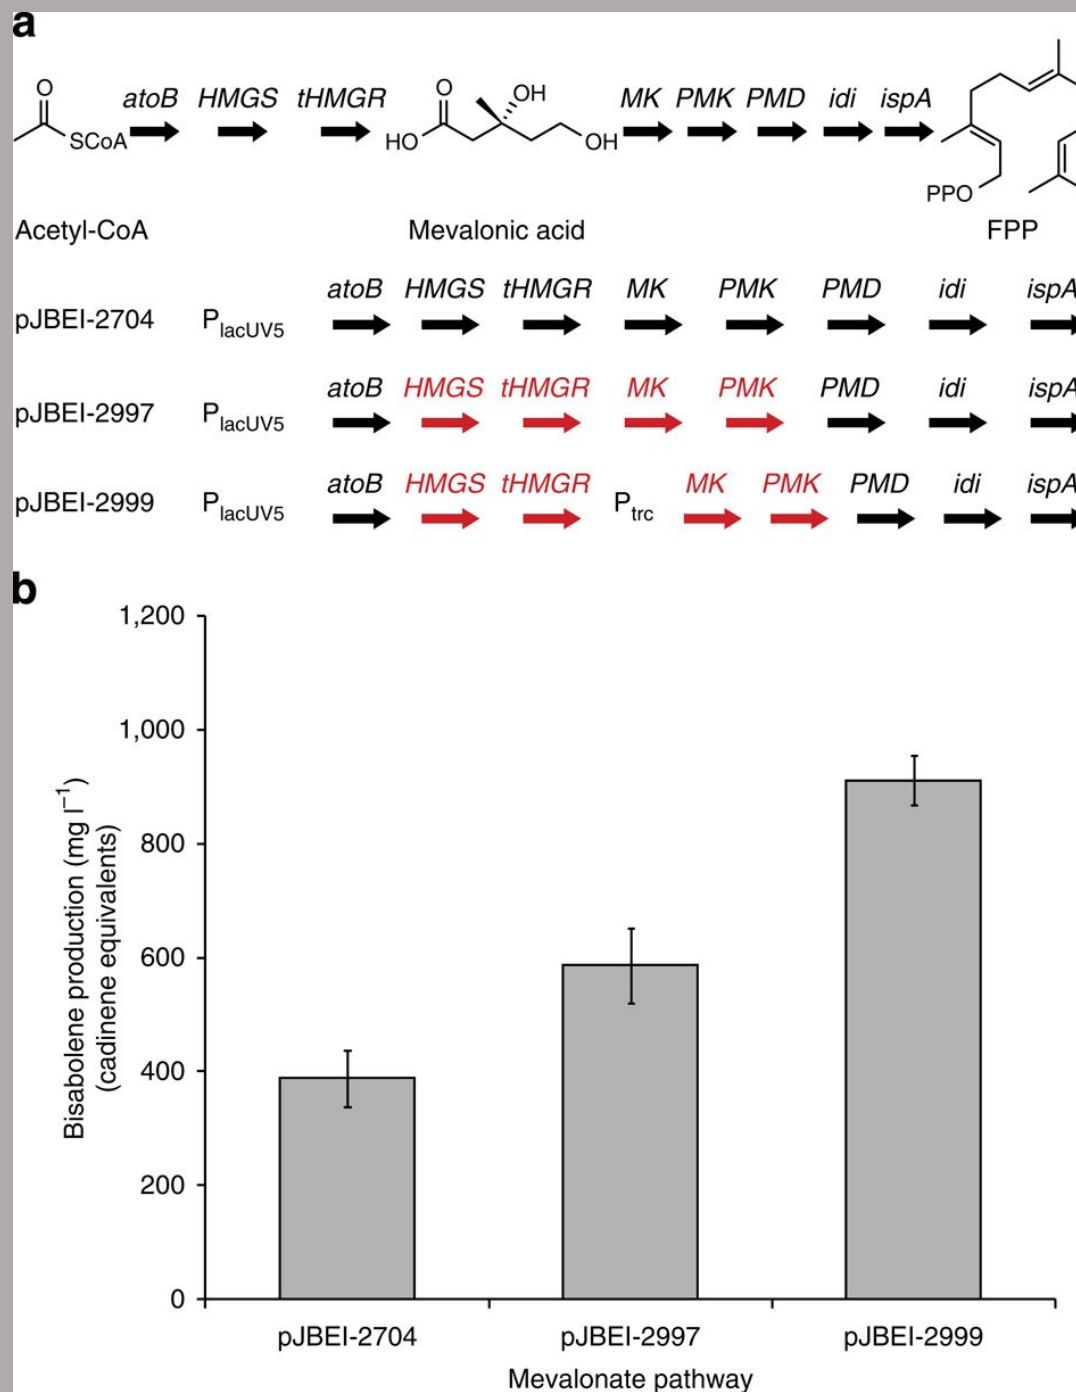 a
atoB HMGS tHMGR MK PMK PMD idi ispA
O SCoA O HO OH OH PPO
Acetyl-CoA Mevalonic acid FPP
atoB HMGS tHMGR MK PMK PMD idi ispA
pJBEI-2704 PlacUV5
atoB HMGS tHMGR MK PMK PMD idi ispA
pJBEI-2997 PlacUV5
atoB HMGS tHMGR MK PMK PMD idi ispA
pJBEI-2999 PlacUV5 Ptrc
b
Bisabolene production (mg l⁻¹)
(cadinene equivalents)
1,200
1,000
800
600
400
200
0
pJBEI-2704 pJBEI-2997 pJBEI-2999
Mevalonate pathway